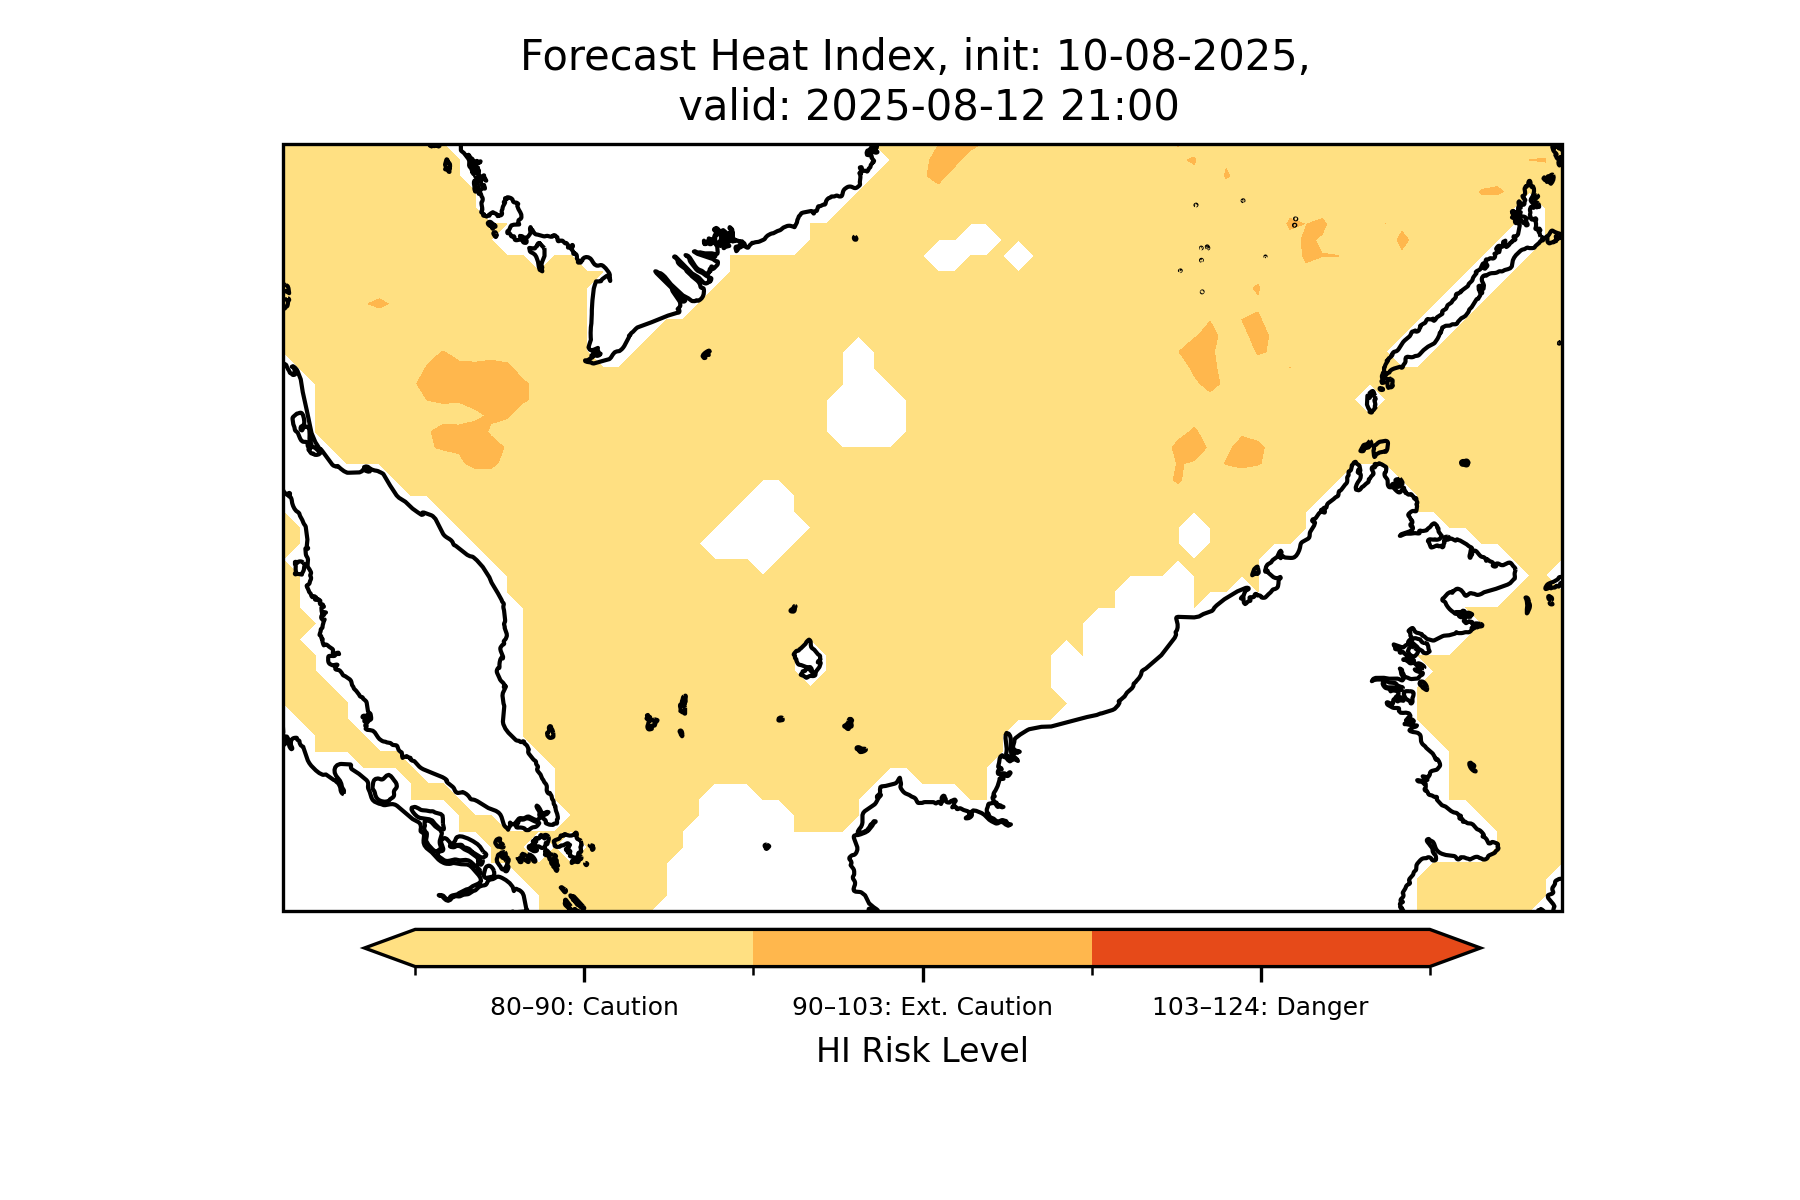 Forecast Heat Index, init: 10-08-2025,
valid: 2025-08-12 21:00
80–90: Caution
90–103: Ext. Caution
103–124: Danger
HI Risk Level